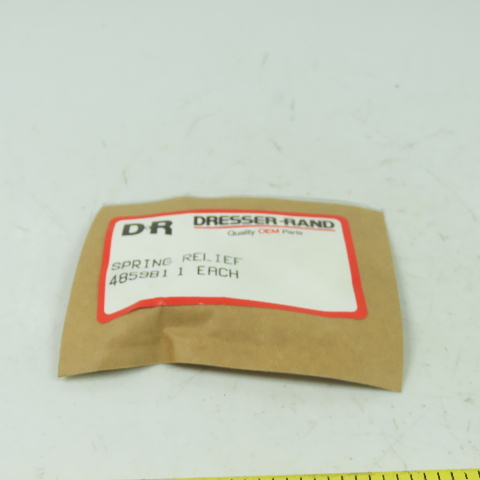 D-R DRESSER-RAND
Quality OEM Parts
SPRING RELIEF
485981 1 EACH